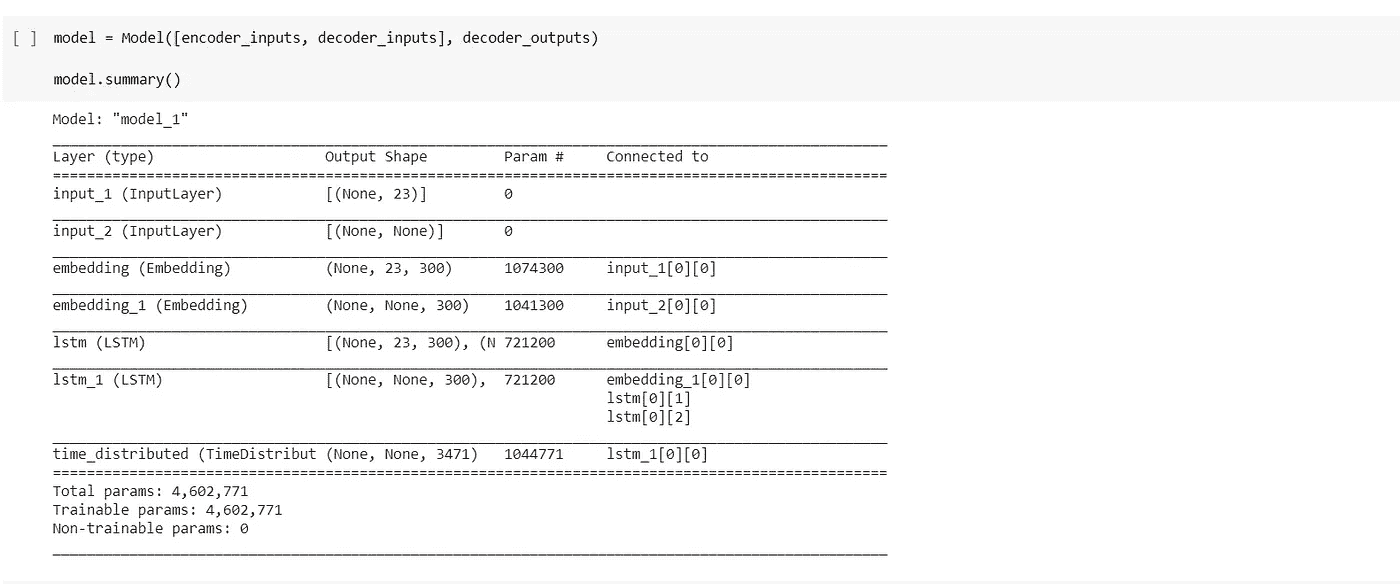 [ ] model = Model([encoder_inputs, decoder_inputs], decoder_outputs)
model.summary()
Model: "model_1"
Layer (type) Output Shape Param # Connected to
input_1 (InputLayer) [(None, 23)] 0
input_2 (InputLayer) [(None, None)] 0
embedding (Embedding) (None, 23, 300) 1074300 input_1[0][0]
embedding_1 (Embedding) (None, None, 300) 1041300 input_2[0][0]
lstm (LSTM) [(None, 23, 300), (N 721200 embedding[0][0]
lstm_1 (LSTM) [(None, None, 300), 721200 embedding_1[0][0]
lstm[0][1]
lstm[0][2]
time_distributed (TimeDistribut (None, None, 3471) 1044771 lstm_1[0][0]
Total params: 4,602,771
Trainable params: 4,602,771
Non-trainable params: 0